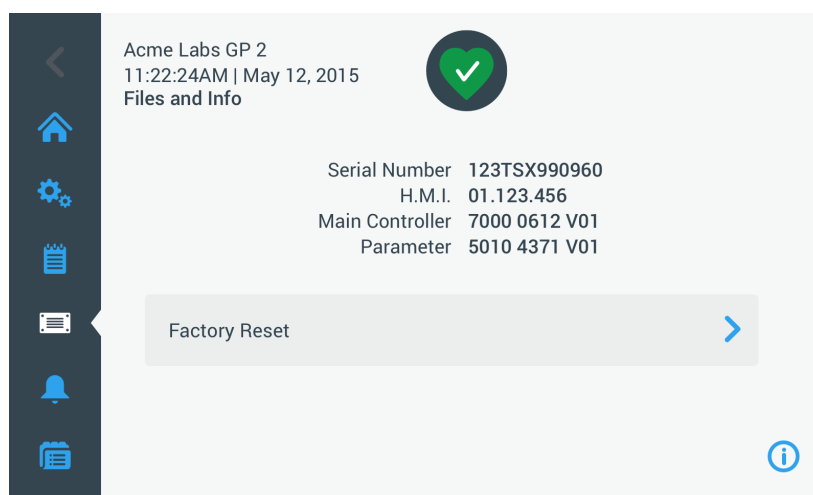 Acme Labs GP 2
11:22:24AM | May 12, 2015
Files and Info
Serial Number 123TSX990960
H.M.I. 01.123.456
Main Controller 7000 0612 V01
Parameter 5010 4371 V01
Factory Reset